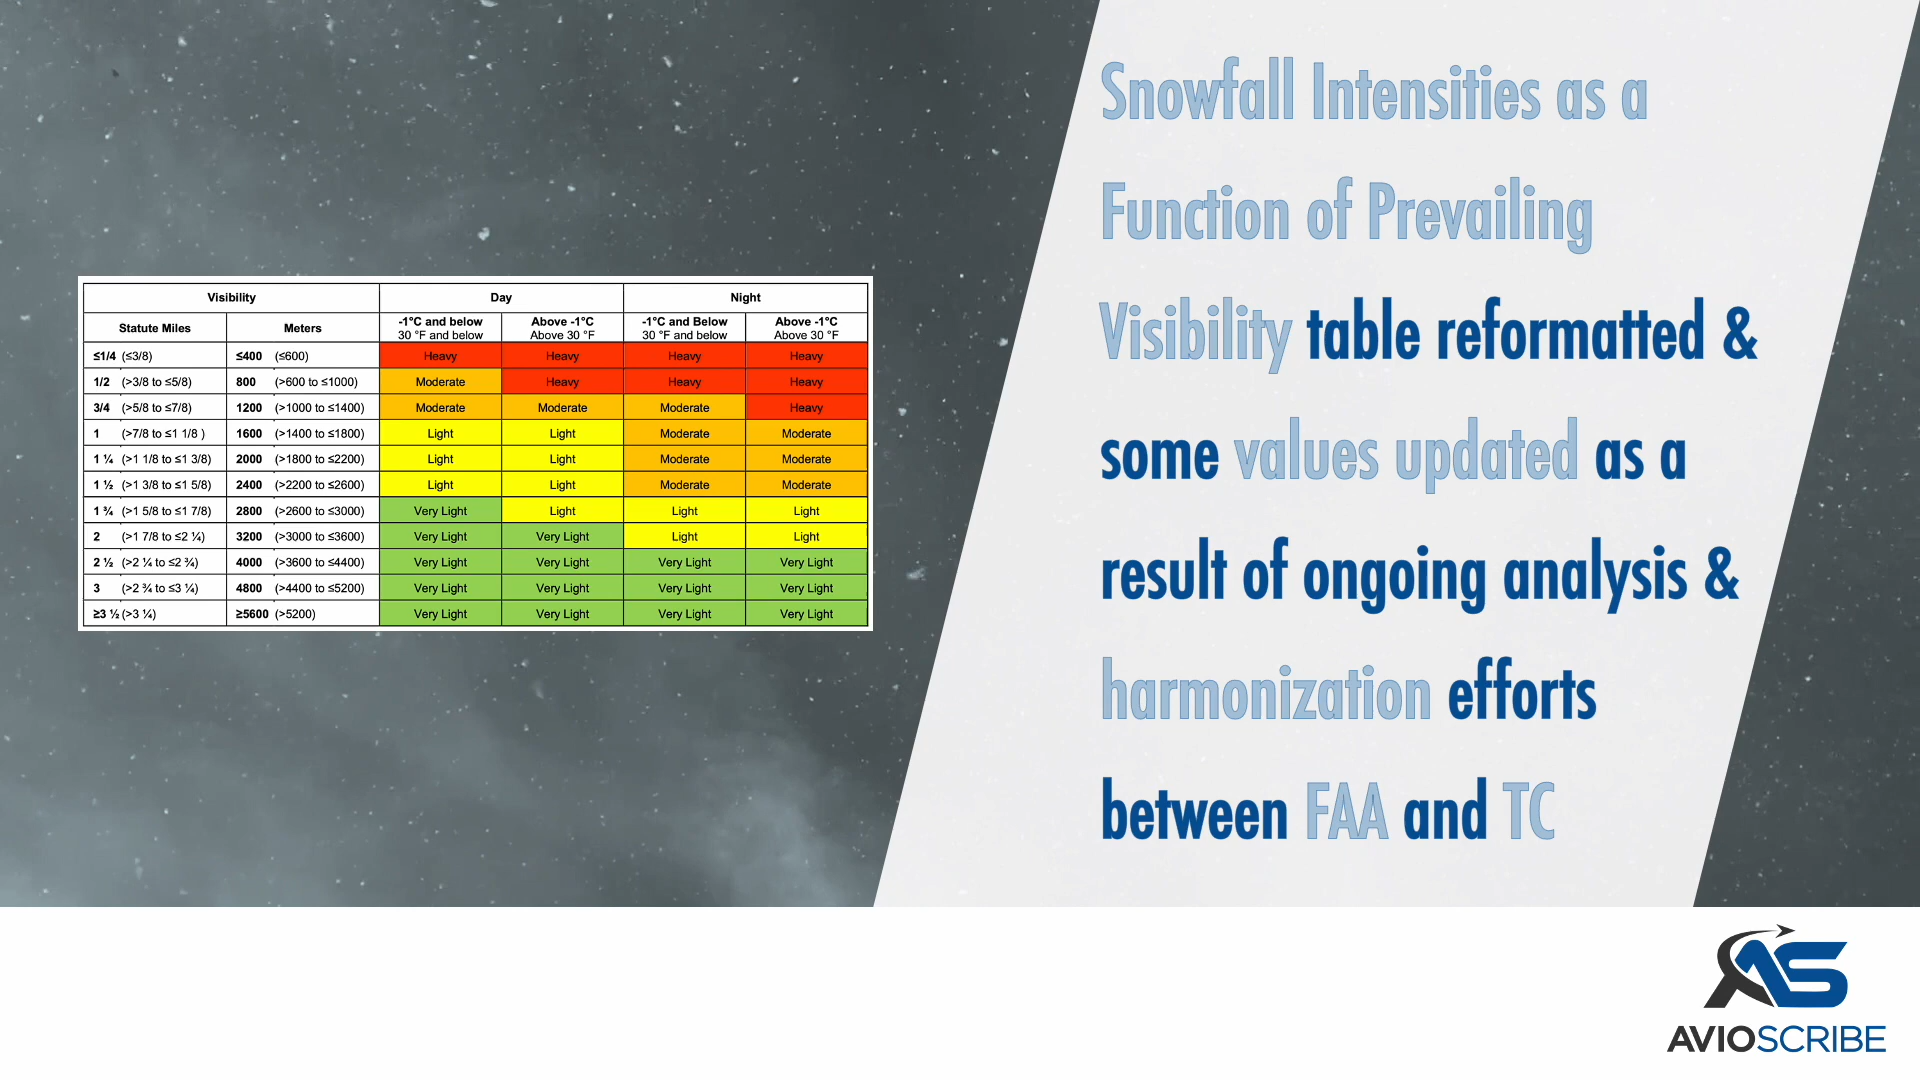 Visibility Day Night
Statute Miles Meters -1°C and below Above -1°C -1°C and Below Above -1°C
30 °F and below Above 30 °F 30 °F and below Above 30 °F
≤1/4 (≤3/8) ≤400 (≤600) Heavy Heavy Heavy Heavy
1/2 (>3/8 to ≤5/8) 800 (>600 to ≤1000) Moderate Heavy Heavy Heavy
3/4 (>5/8 to ≤7/8) 1200 (>1000 to ≤1400) Moderate Moderate Moderate Heavy
1 (>7/8 to ≤1 1/8 ) 1600 (>1400 to ≤1800) Light Light Moderate Moderate
1 ¼ (>1 1/8 to ≤1 3/8) 2000 (>1800 to ≤2200) Light Light Moderate Moderate
1 ½ (>1 3/8 to ≤1 5/8) 2400 (>2200 to ≤2600) Light Light Moderate Moderate
1 ¾ (>1 5/8 to ≤1 7/8) 2800 (>2600 to ≤3000) Very Light Light Light Light
2 (>1 7/8 to ≤2 ¼) 3200 (>3000 to ≤3600) Very Light Very Light Light Light
2 ½ (>2 ¼ to ≤2 ¾) 4000 (>3600 to ≤4400) Very Light Very Light Very Light Very Light
3 (>2 ¾ to ≤3 ¼) 4800 (>4400 to ≤5200) Very Light Very Light Very Light Very Light
≥3 ½ (>3 ¼) ≥5600 (>5200) Very Light Very Light Very Light Very Light
Snowfall Intensities as a
Function of Prevailing
Visibility table reformatted &
some values updated as a
result of ongoing analysis &
harmonization efforts
between FAA and TC
AS
AVIOSCRIBE